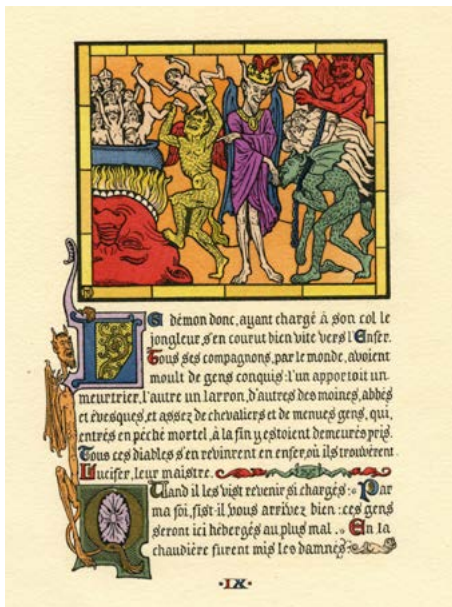 LE démon donc, ayant chargé à son col le
jongleur, s'en courut bien vite vers l'Enfer.
Tous ses compagnons, par le monde, avoient
moult de gens conquis: l'un apportoit un
meurtrier, l'autre un larron, d'autres des moines, abbés
et évesques, et assez de chevaliers et de menues gens, qui,
entrés en péché mortel, à la fin y estoient demeurés pris.
Tous ces diables s'en revinrent en enfer, où ils trouvèrent
Lucifer, leur maistre.
QUand il les vist revenir si chargés: « Par
ma foi, fist-il, vous arrivez bien: ces gens
seront ici hébergés au plus mal. » En la
chaudière furent mis les damnés:
·IX·